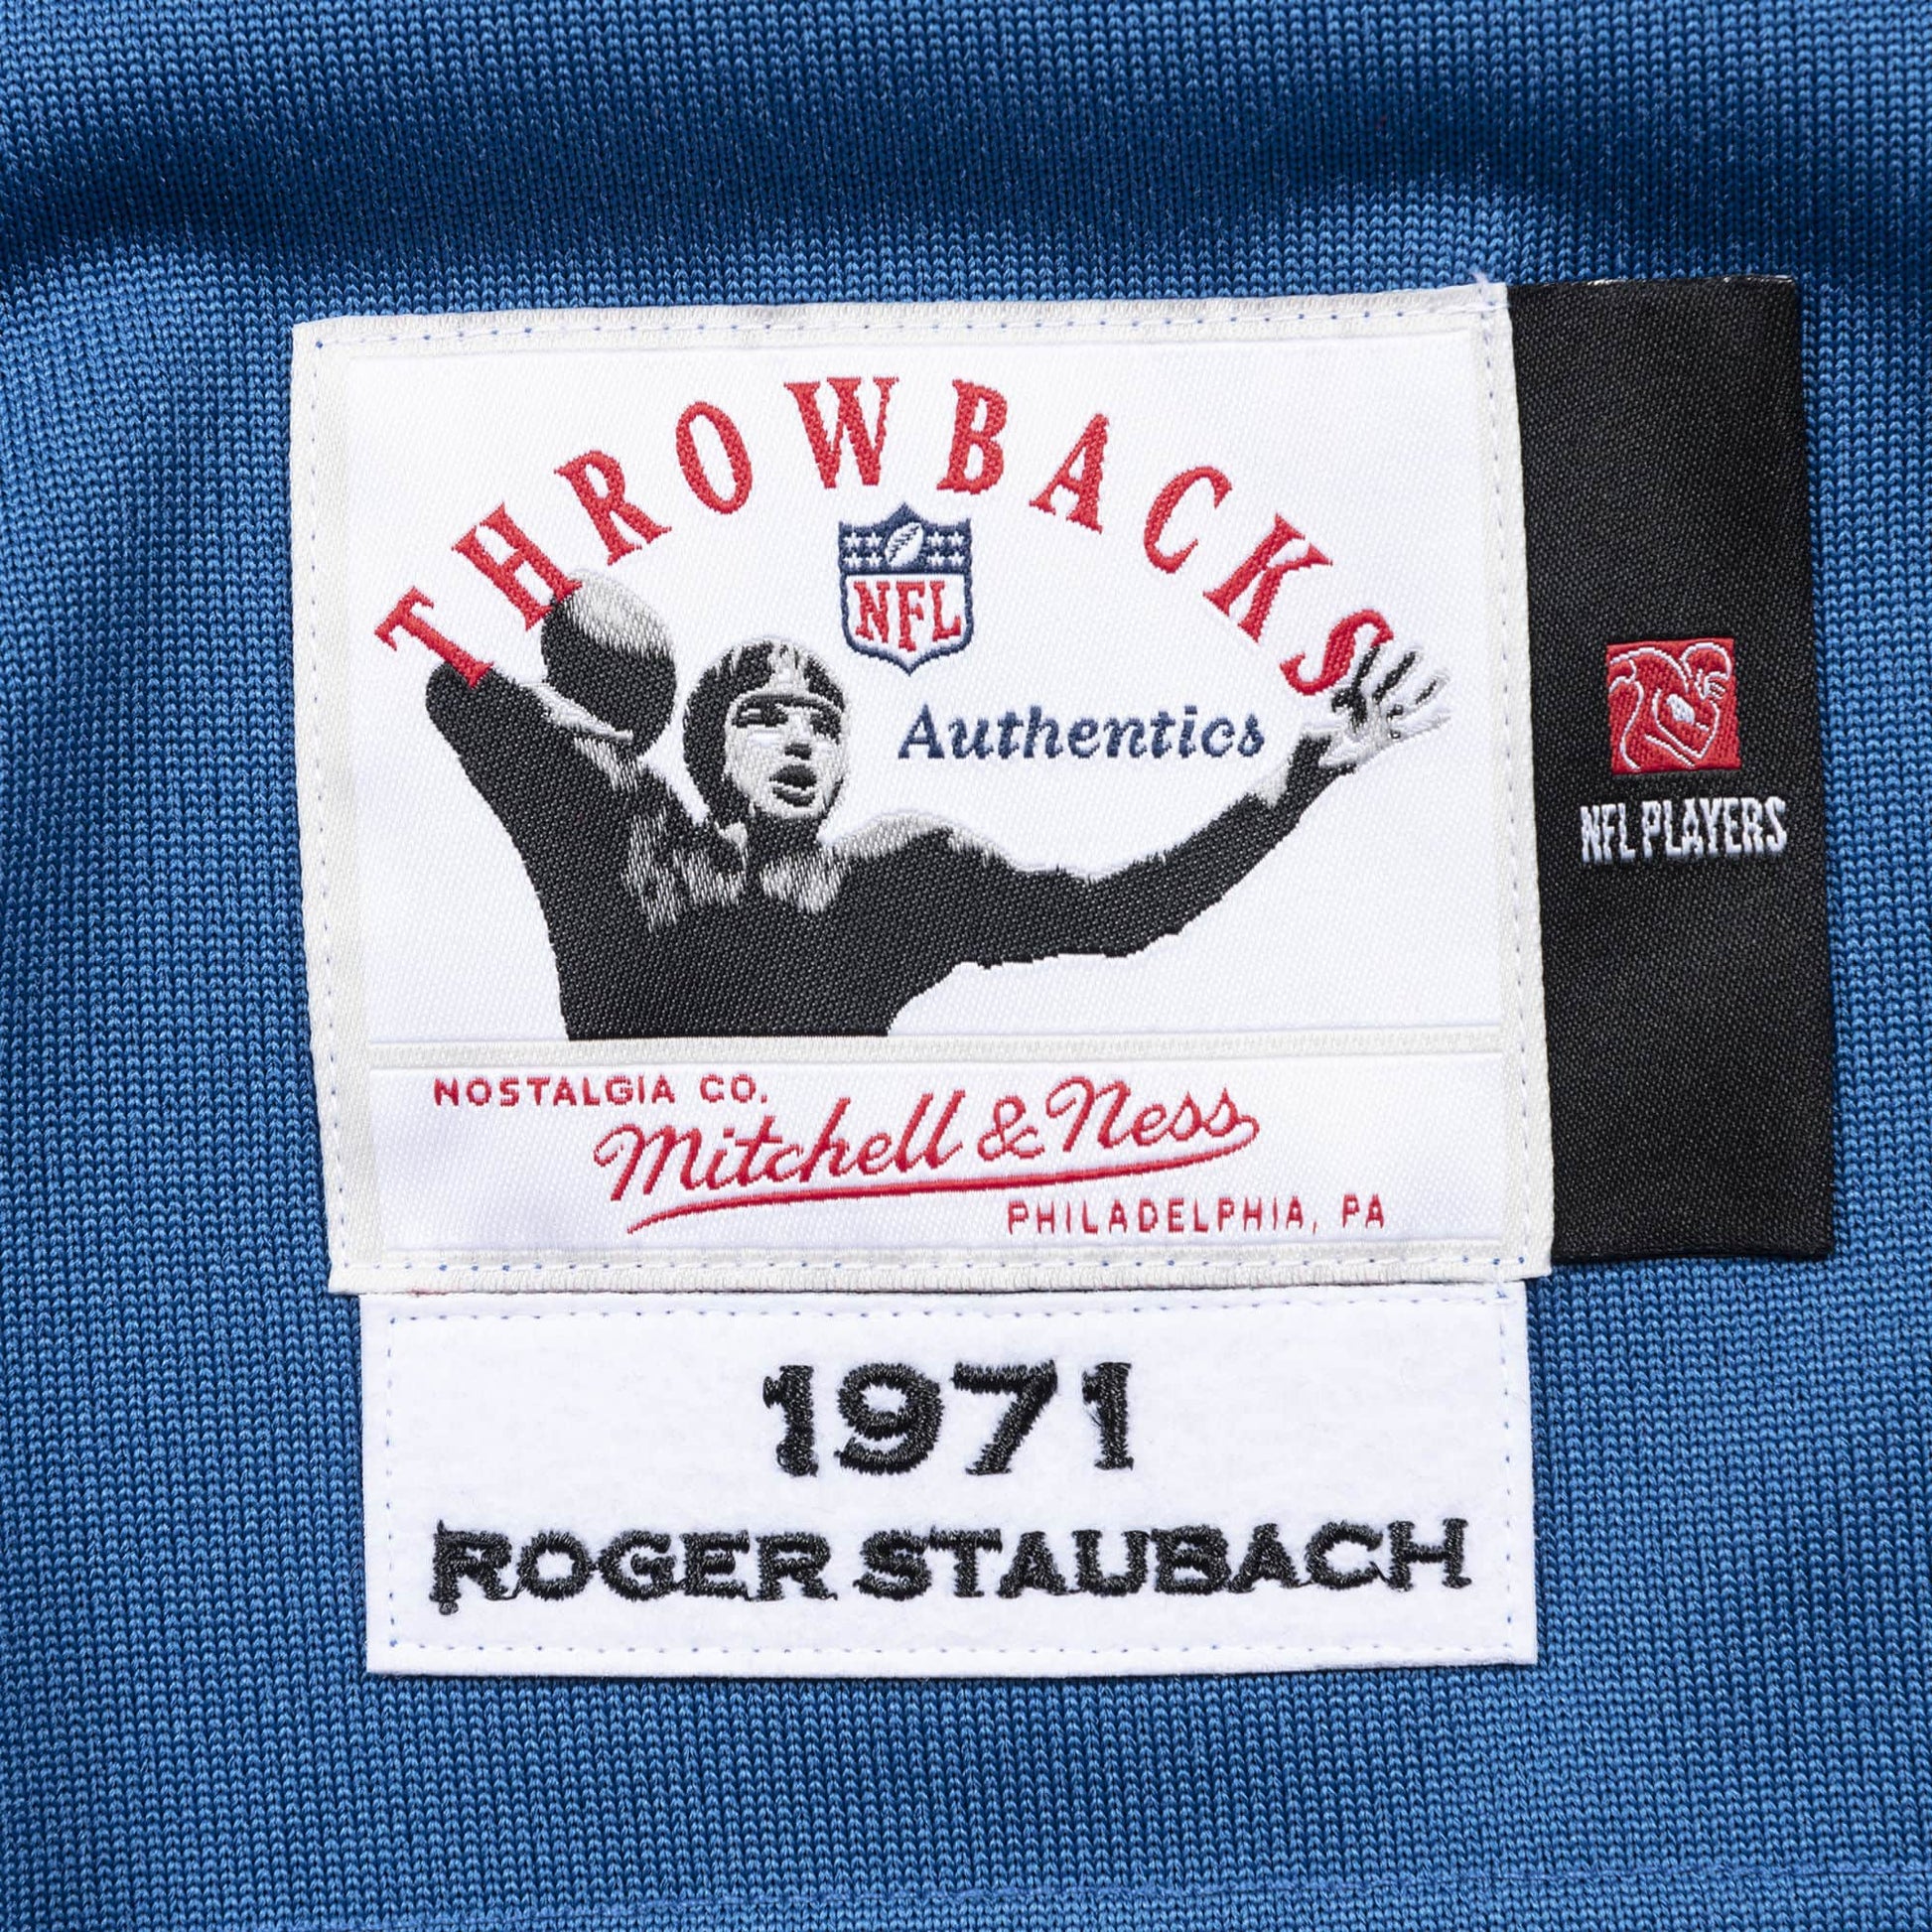 THROWBACKS
NFL
Authentics
NFL PLAYERS
NOSTALGIA CO.
Mitchell & Ness
PHILADELPHIA, PA
1971
ROGER STAUBACH